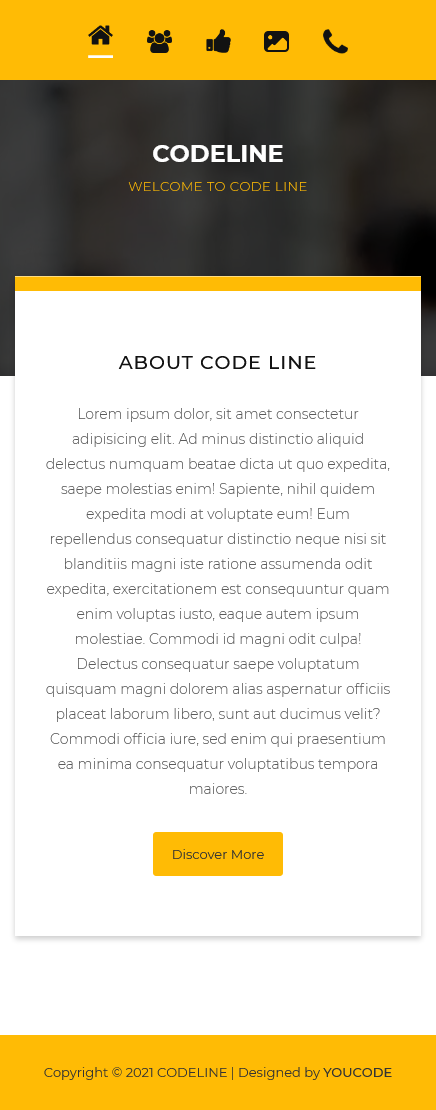 CODELINE
WELCOME TO CODE LINE
ABOUT CODE LINE
Lorem ipsum dolor, sit amet consectetur
adipisicing elit. Ad minus distinctio aliquid
delectus numquam beatae dicta ut quo expedita,
saepe molestias enim! Sapiente, nihil quidem
expedita modi at voluptate eum! Eum
repellendus consequatur distinctio neque nisi sit
blanditiis magni iste ratione assumenda odit
expedita, exercitationem est consequuntur quam
enim voluptas iusto, eaque autem ipsum
molestiae. Commodi id magni odit culpa!
Delectus consequatur saepe voluptatum
quisquam magni dolorem alias aspernatur officiis
placeat laborum libero, sunt aut ducimus velit?
Commodi officia iure, sed enim qui praesentium
ea minima consequatur voluptatibus tempora
maiores.
Discover More
Copyright © 2021 CODELINE | Designed by YOUCODE